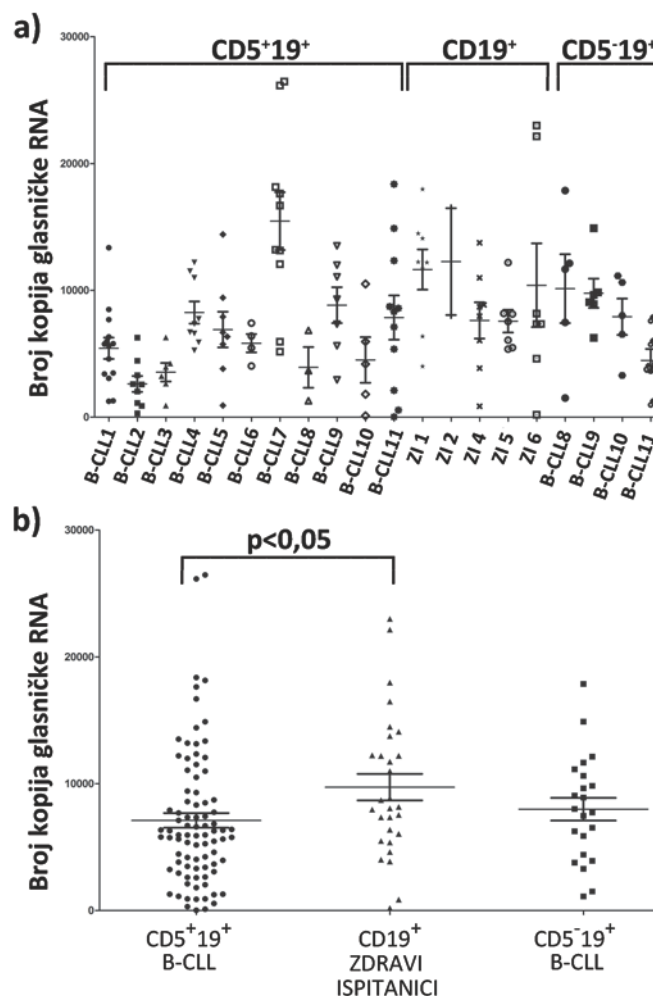 a)
CD5⁺19⁺ CD19⁺ CD5⁻19⁺
Broj kopija glasničke RNA
30000
20000
10000
0
B-CLL1 B-CLL2 B-CLL3 B-CLL4 B-CLL5 B-CLL6 B-CLL7 B-CLL8 B-CLL9 B-CLL10 B-CLL11 ZI 1 ZI 2 ZI 4 ZI 5 ZI 6 B-CLL8 B-CLL9 B-CLL10 B-CLL11
b)
p<0,05
Broj kopija glasničke RNA
30000
20000
10000
0
CD5⁺19⁺ CD19⁺ CD5⁻19⁺
B-CLL ZDRAVI B-CLL
ISPITANICI